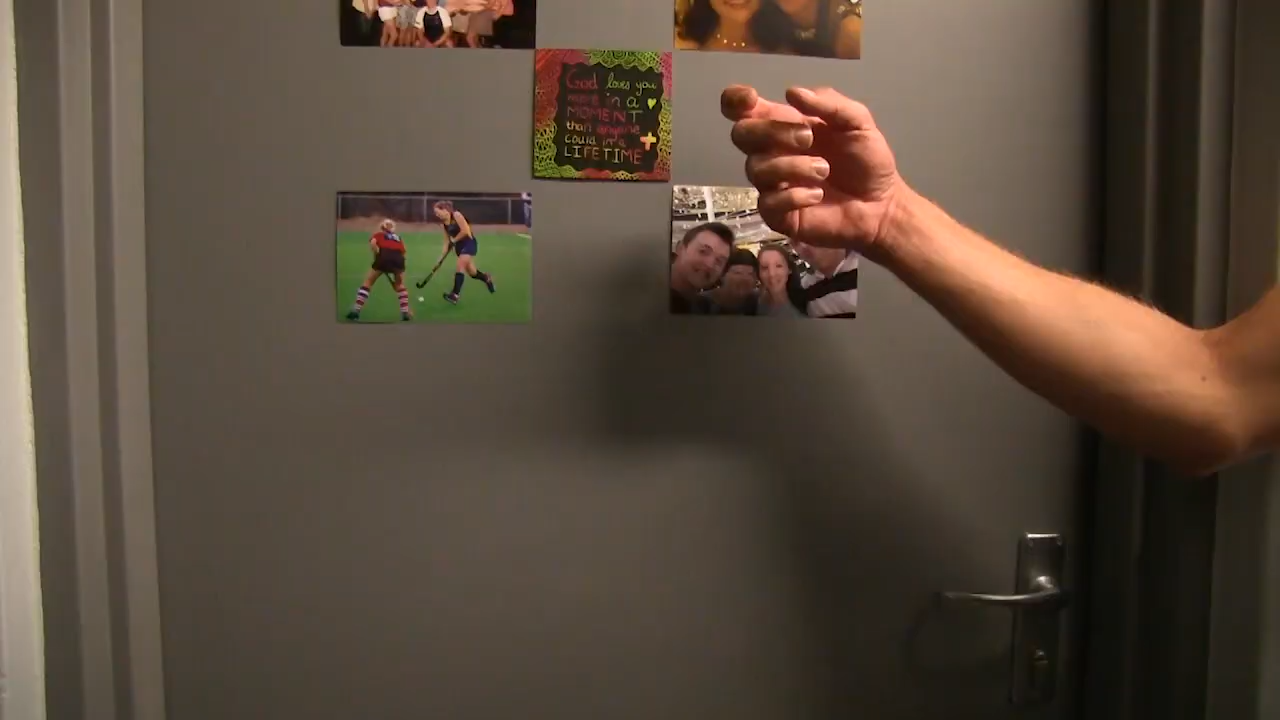 God loves you
more in a
MOMENT
than anyone
could in a
LIFETIME